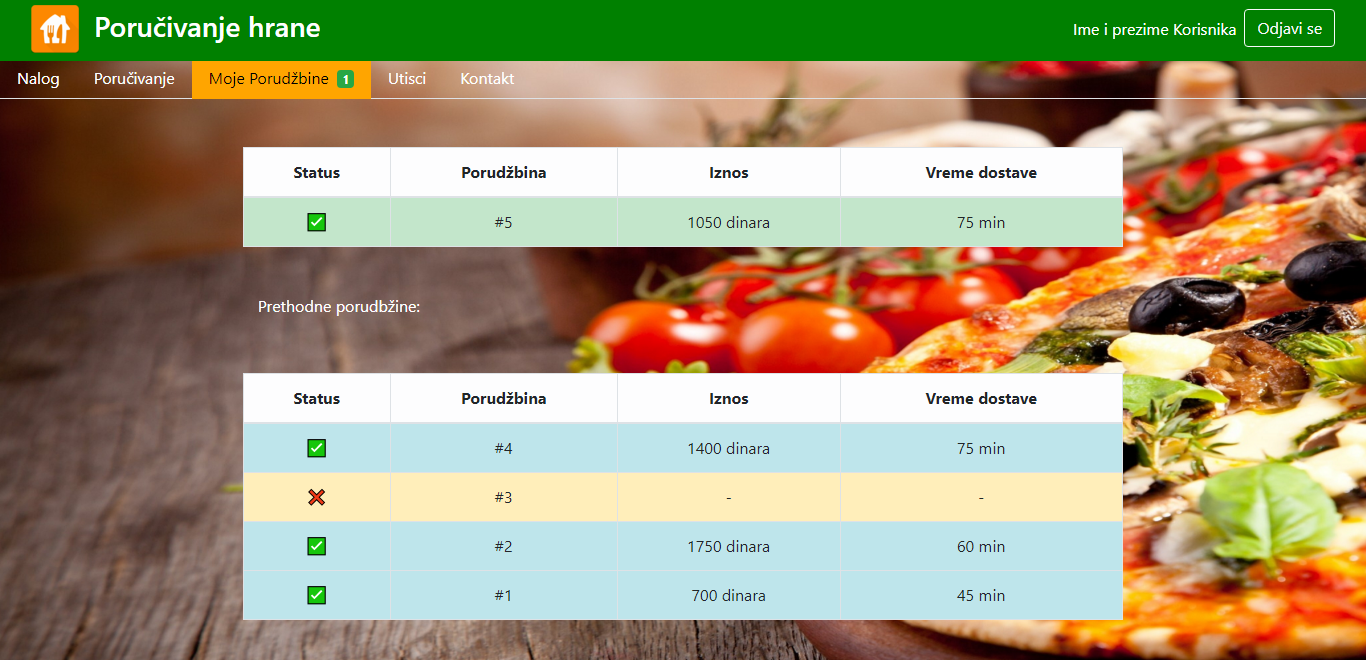 Poručivanje hrane
Ime i prezime Korisnika Odjavi se
Nalog Poručivanje Moje Porudžbine 1 Utisci Kontakt
Status Porudžbina Iznos Vreme dostave
#5 1050 dinara 75 min
Prethodne porudbžine:
Status Porudžbina Iznos Vreme dostave
#4 1400 dinara 75 min
#3 - -
#2 1750 dinara 60 min
#1 700 dinara 45 min